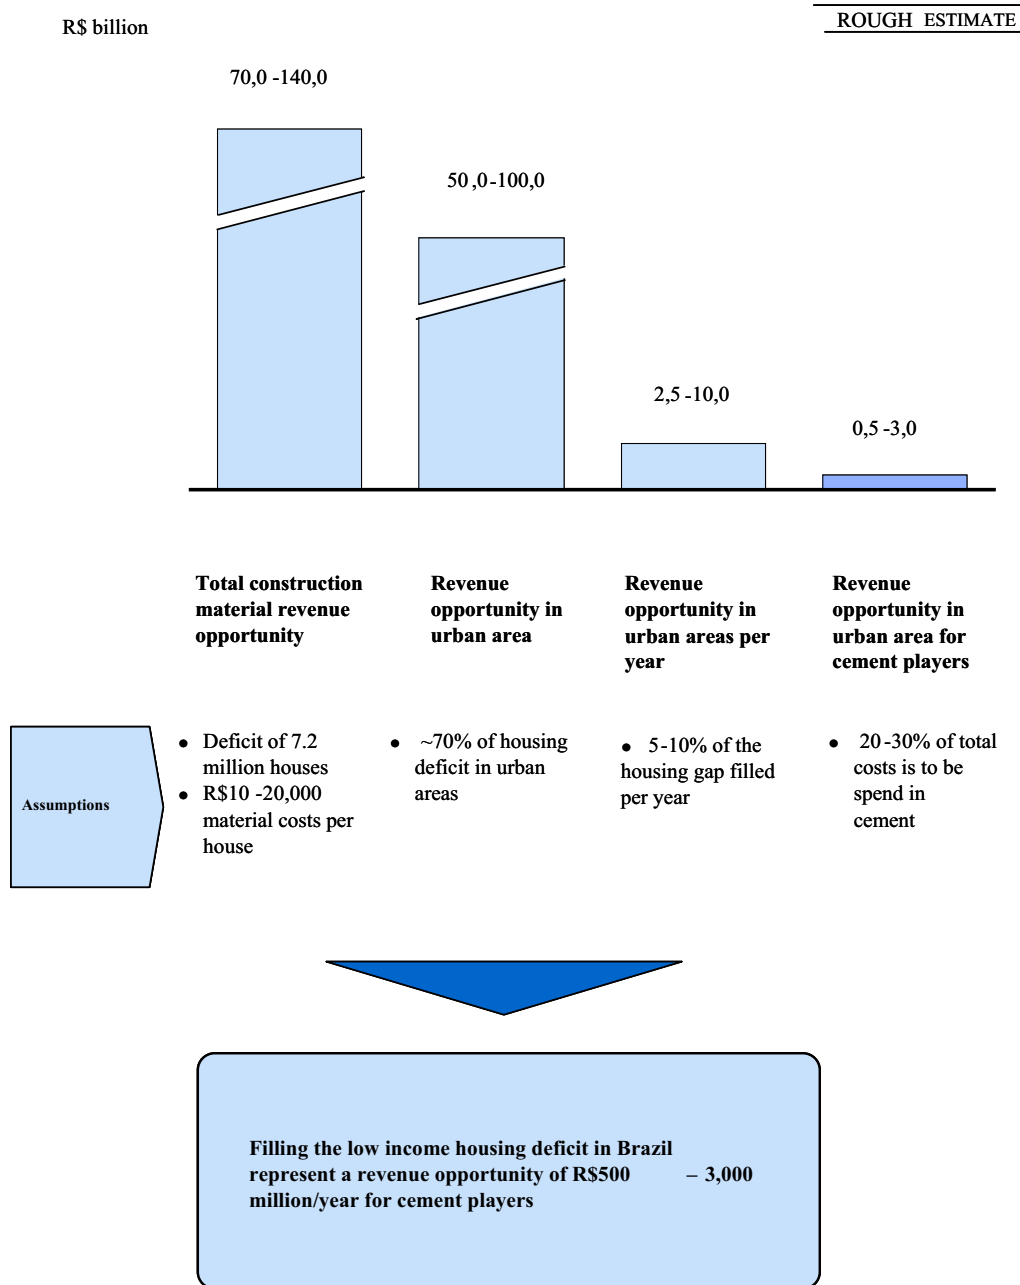 R$ billion
ROUGH ESTIMATE
70,0 -140,0
50,0-100,0
2,5 -10,0
0,5 -3,0
Total construction
material revenue
opportunity
Revenue
opportunity in
urban area
Revenue
opportunity in
urban areas per
year
Revenue
opportunity in
urban area for
cement players
Assumptions
● Deficit of 7.2
million houses
● R$10 -20,000
material costs per
house
● ~70% of housing
deficit in urban
areas
● 5-10% of the
housing gap filled
per year
● 20-30% of total
costs is to be
spend in
cement
Filling the low income housing deficit in Brazil
represent a revenue opportunity of R$500 – 3,000
million/year for cement players